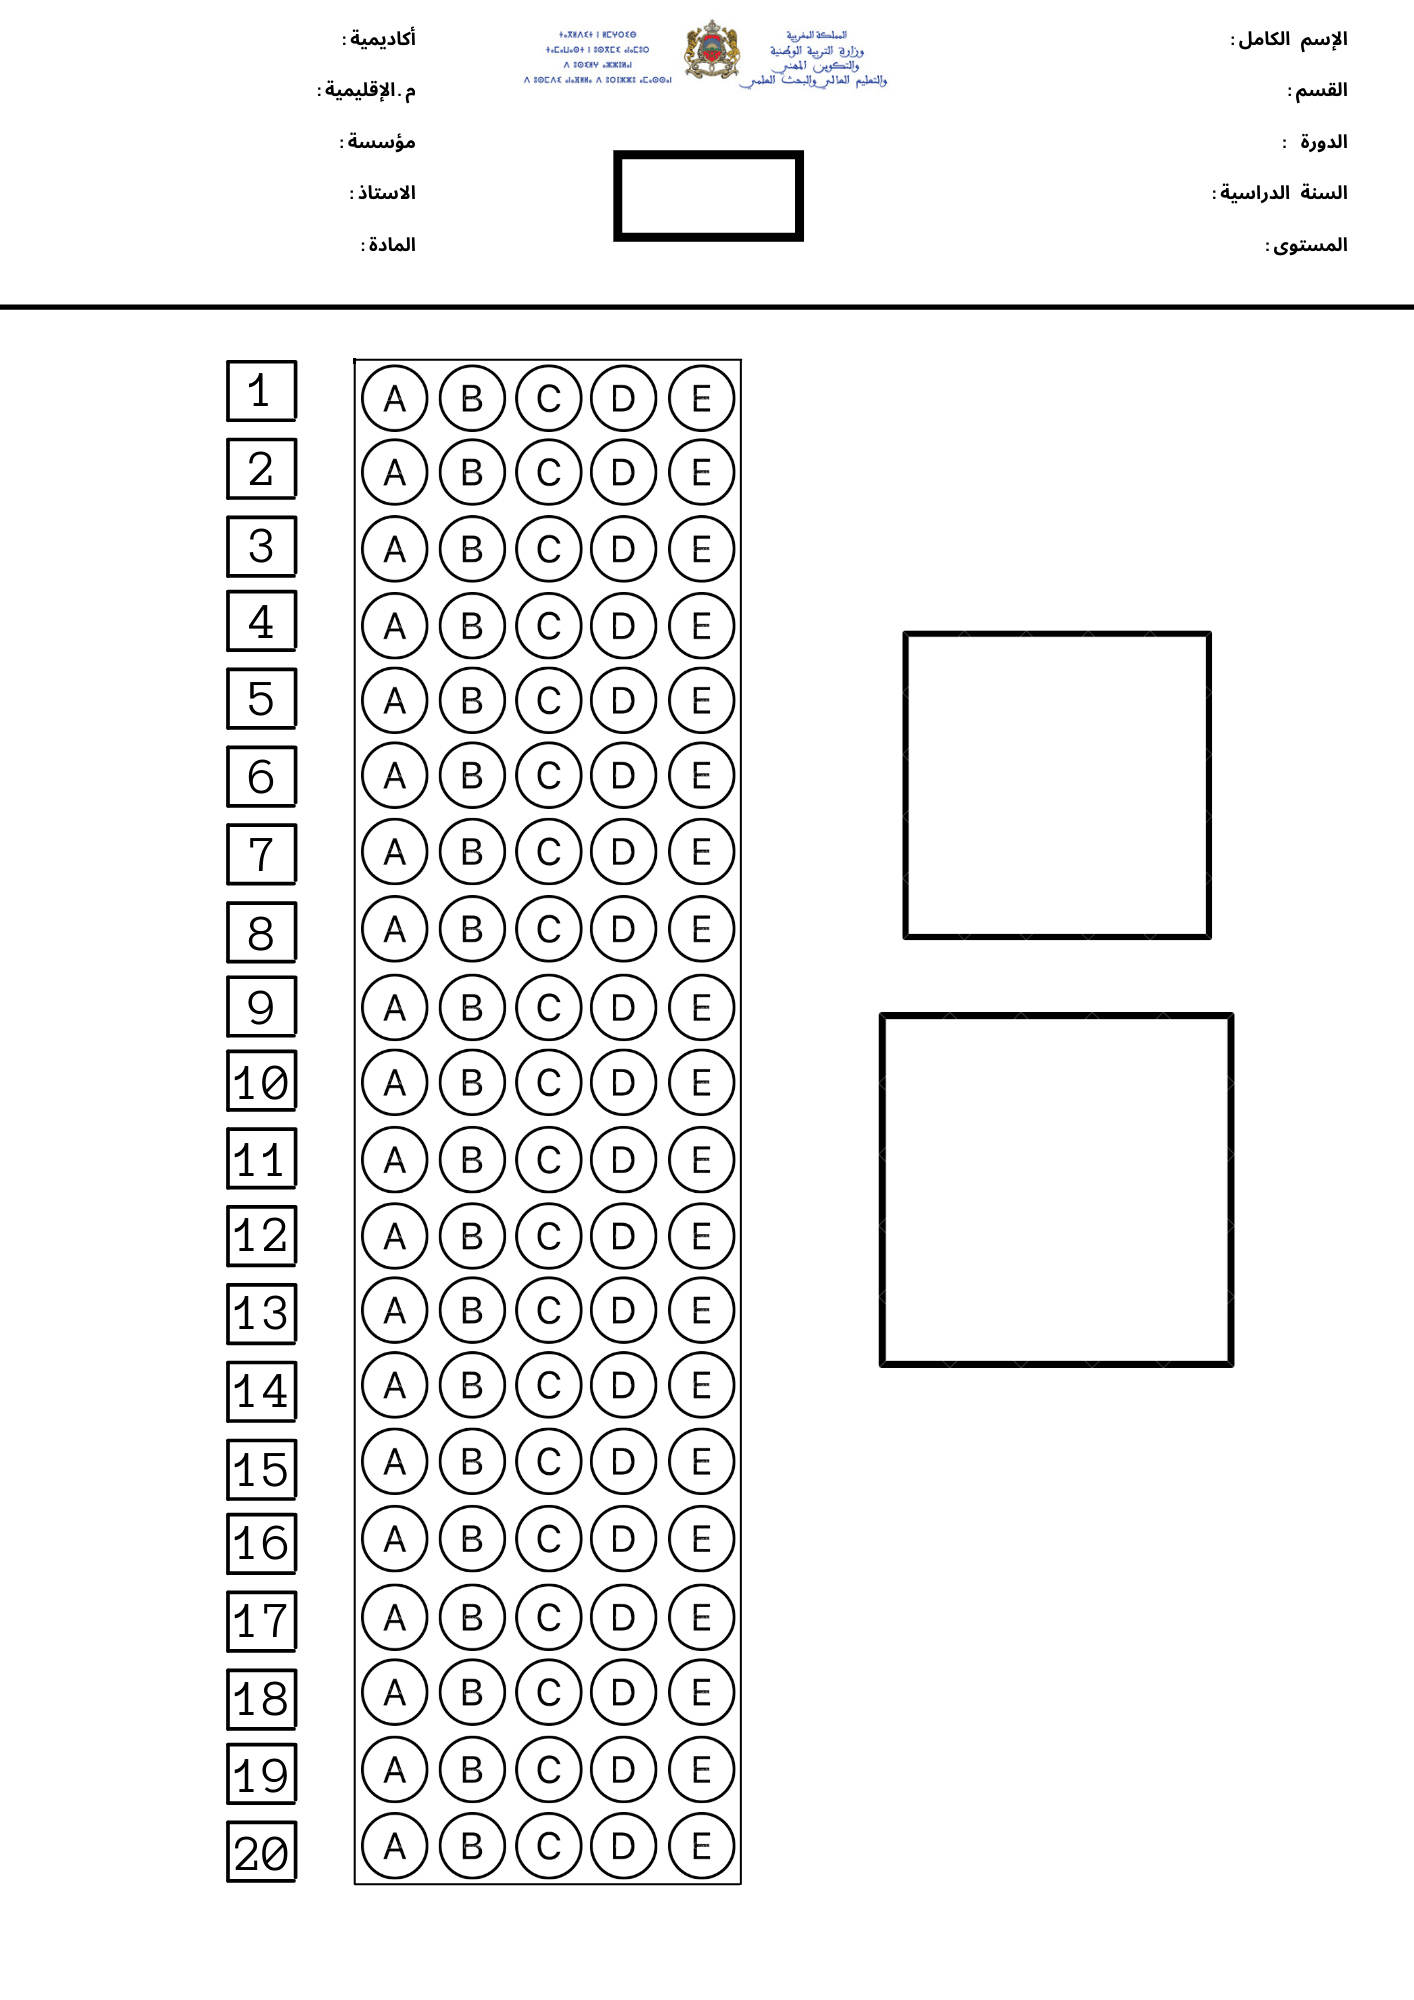 الإسم الكامل :
القسم :
الدورة :
السنة الدراسية :
المستوى :
المملكة المغربية
وزارة التربية الوطنية
والتكوين المهني
والتعليم العالي والبحث العلمي
أكاديمية :
م.الإقليمية :
مؤسسة :
الاستاذ :
المادة :
1 A B C D E
2 A B C D E
3 A B C D E
4 A B C D E
5 A B C D E
6 A B C D E
7 A B C D E
8 A B C D E
9 A B C D E
10 A B C D E
11 A B C D E
12 A B C D E
13 A B C D E
14 A B C D E
15 A B C D E
16 A B C D E
17 A B C D E
18 A B C D E
19 A B C D E
20 A B C D E